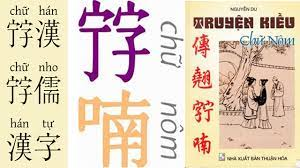 chữ hán
𡨸漢
chữ nho
𡨸儒
hán tự
漢字
𡨸喃
chữ nôm
NGUYỄN DU
TRUYỆN KIỀU
Chữ Nôm
傳翹𡨸喃
NHÀ XUẤT BẢN THUẬN HÓA